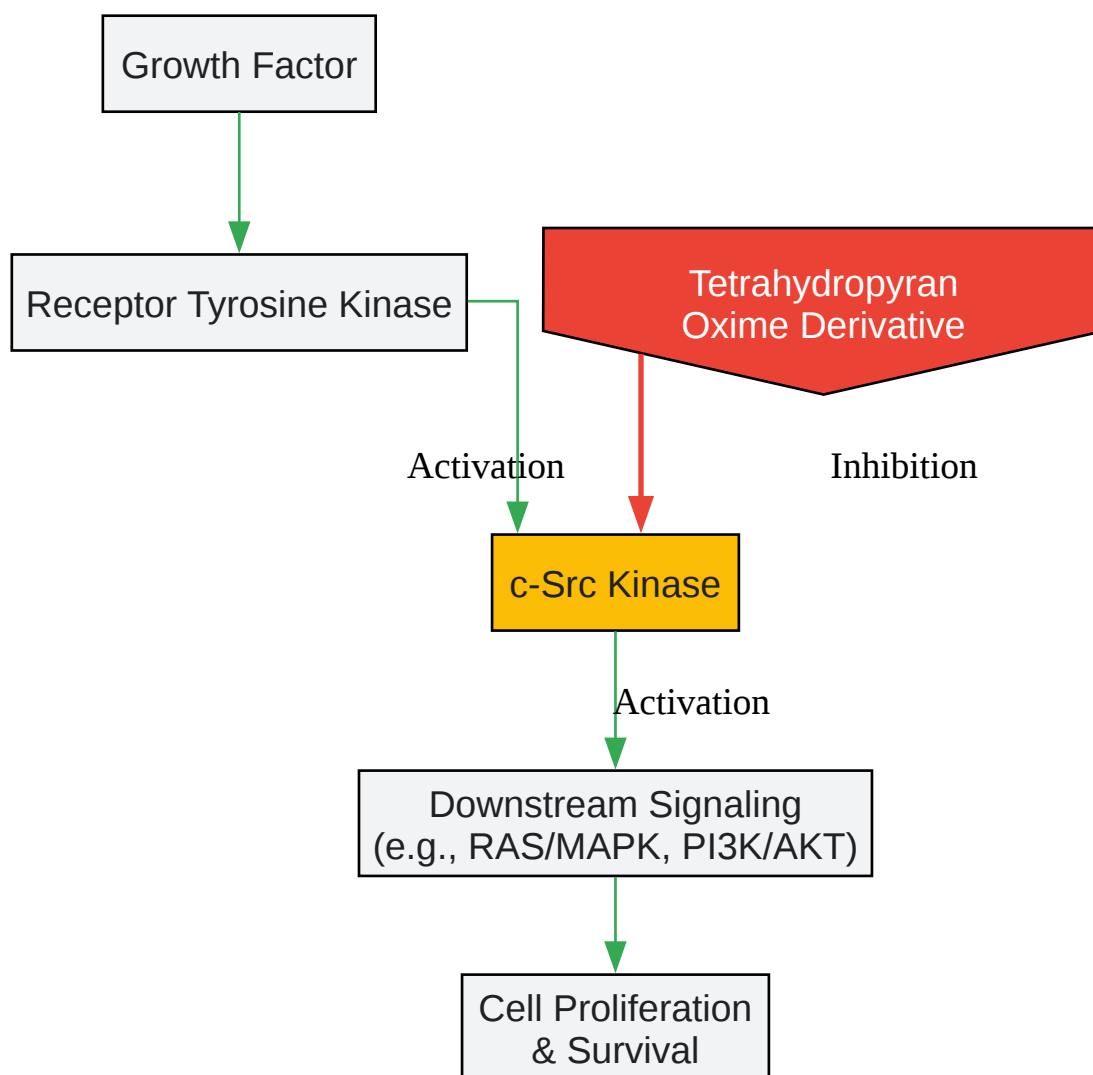 Growth Factor
Receptor Tyrosine Kinase
Tetrahydropyran
Oxime Derivative
Activation
Inhibition
c-Src Kinase
Activation
Downstream Signaling
(e.g., RAS/MAPK, PI3K/AKT)
Cell Proliferation
& Survival